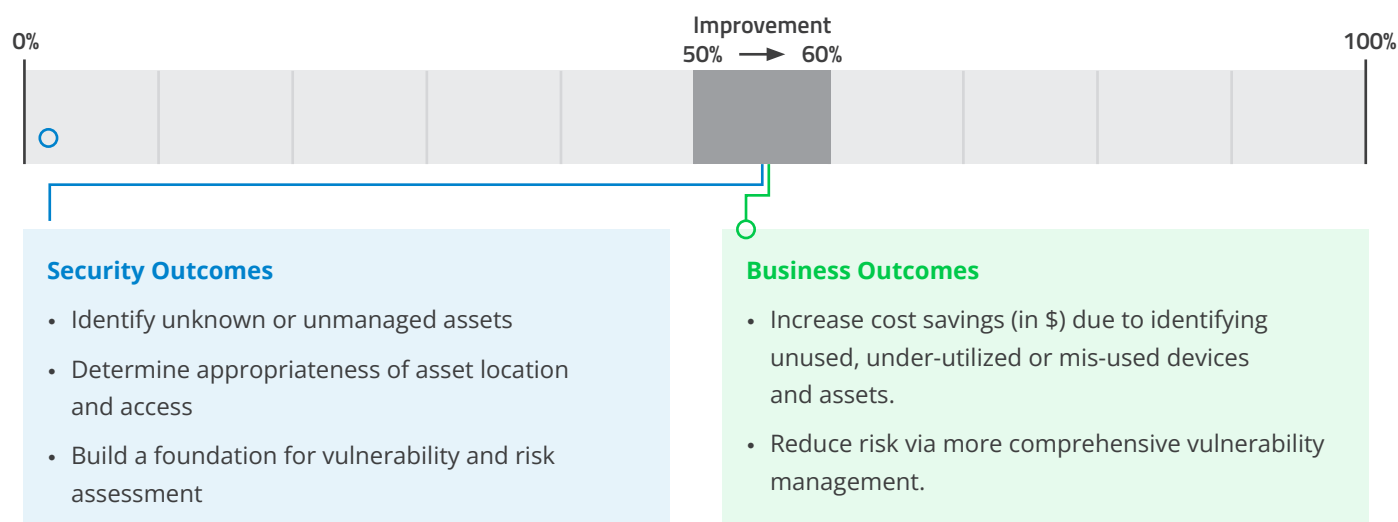 Improvement
0%
50%
60%
100%
Security Outcomes
• Identify unknown or unmanaged assets
• Determine appropriateness of asset location
and access
• Build a foundation for vulnerability and risk
assessment
Business Outcomes
• Increase cost savings (in $) due to identifying
unused, under-utilized or mis-used devices
and assets.
• Reduce risk via more comprehensive vulnerability
management.